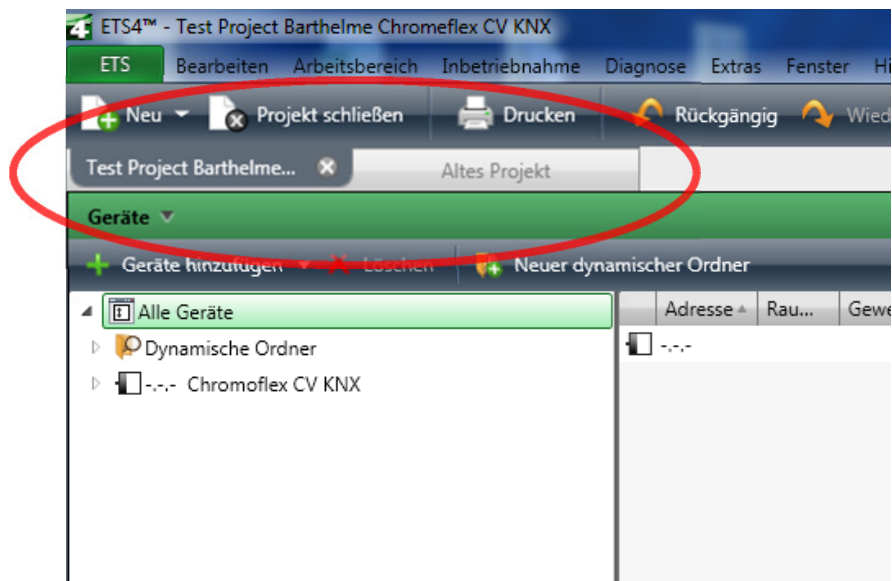 ETS4™ - Test Project Barthelme Chromeflex CV KNX
ETS Bearbeiten Arbeitsbereich Inbetriebnahme Diagnose Extras Fenster
Neu Projekt schließen Drucken Rückgängig Wied
Test Project Barthelme... Altes Projekt
Geräte
Geräte hinzufügen Löschen Neuer dynamischer Ordner
Alle Geräte Adresse Rau... Gewe
Dynamische Ordner -.-.-
-.-.- Chromoflex CV KNX